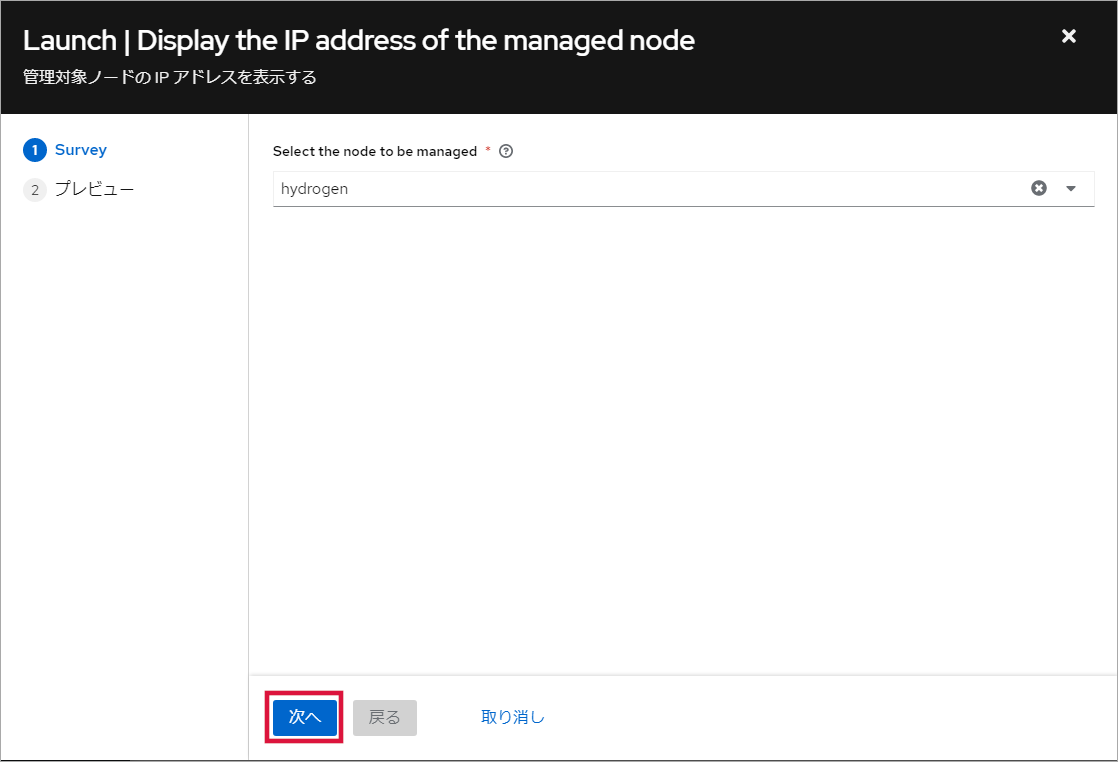 Launch | Display the IP address of the managed node
管理対象ノードの IP アドレスを表示する
1 Survey
2 プレビュー
Select the node to be managed *
hydrogen
次へ
戻る
取り消し